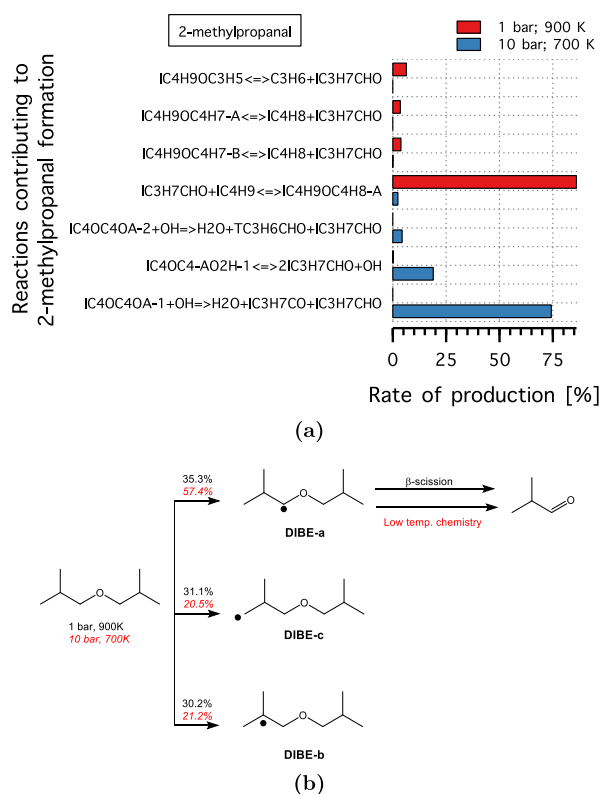 (a)
2-methylpropanal
1 bar; 900 K
10 bar; 700 K
Reactions contributing to
2-methylpropanal formation
IC4H9OC3H5<=>C3H6+IC3H7CHO
IC4H9OC4H7-A<=>IC4H8+IC3H7CHO
IC4H9OC4H7-B<=>IC4H8+IC3H7CHO
IC3H7CHO+IC4H9<=>IC4H9OC4H8-A
IC4OC4OA-2+OH=>H2O+TC3H6CHO+IC3H7CHO
IC4OC4-AO2H-1<=>2IC3H7CHO+OH
IC4OC4OA-1+OH=>H2O+IC3H7CO+IC3H7CHO
0 25 50 75
Rate of production [%]
(a)
35.3%
57.4%
O
DIBE-a
β-scission
Low temp. chemistry
O
O
1 bar, 900K
10 bar, 700K
31.1%
20.5%
O
DIBE-c
30.2%
21.2%
O
DIBE-b
(b)